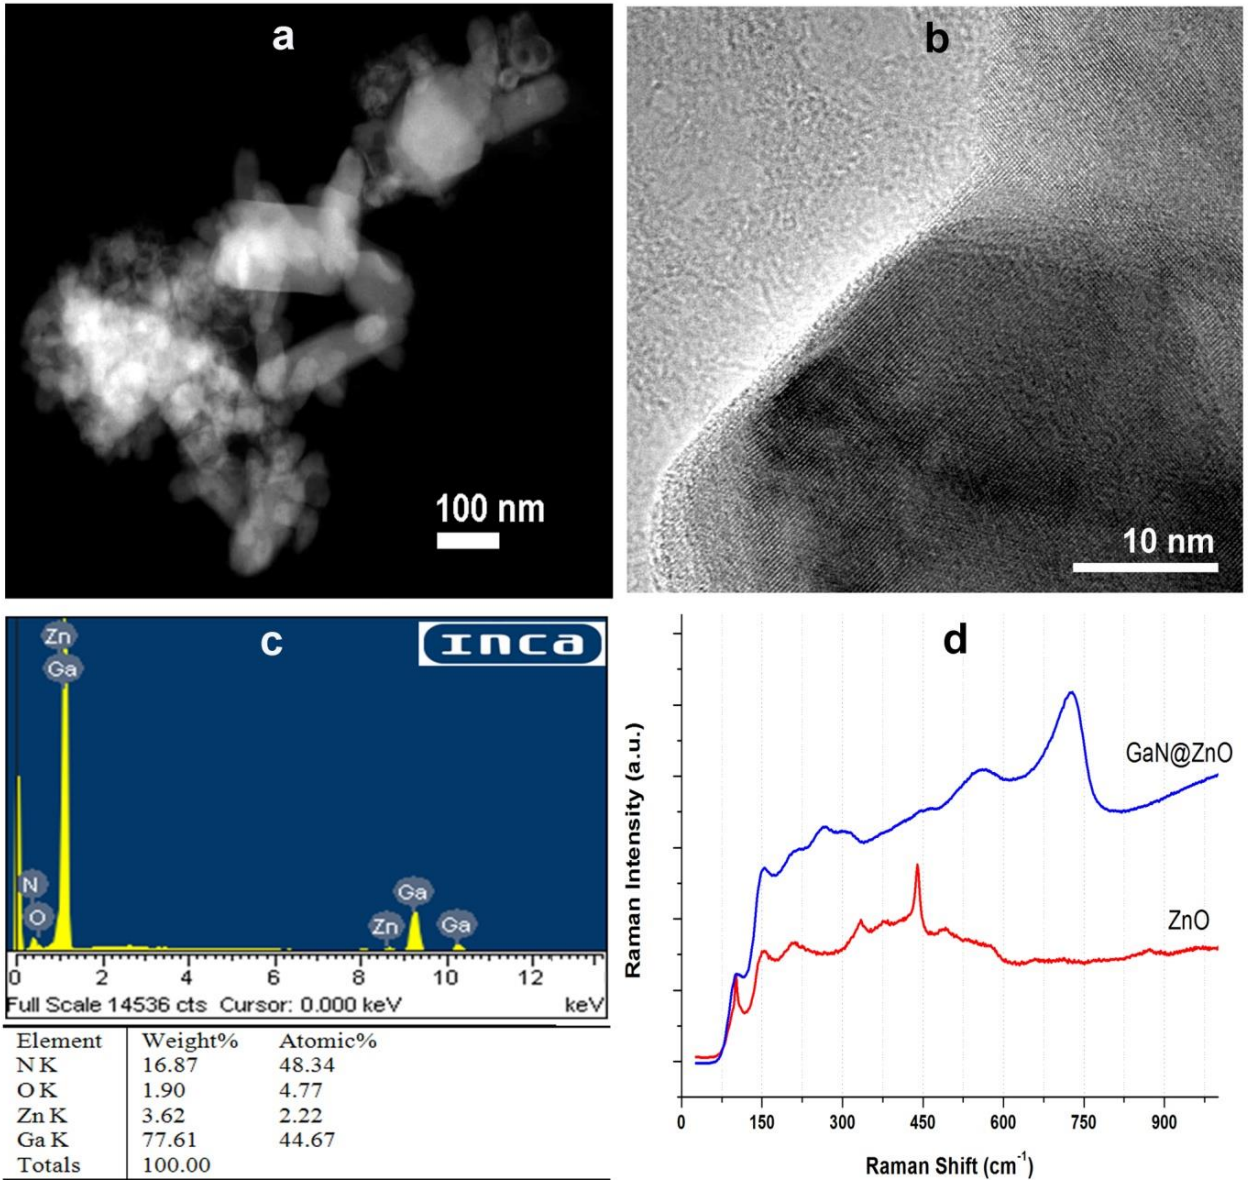 a
100 nm
b
10 nm
c
INCA
Zn
Ga
N
O
Zn
Ga
Ga
0 2 4 6 8 10 12
Full Scale 14536 cts Cursor: 0.000 keV keV
Element Weight% Atomic%
N K 16.87 48.34
O K 1.90 4.77
Zn K 3.62 2.22
Ga K 77.61 44.67
Totals 100.00
d
Raman Intensity (a.u.)
GaN@ZnO
ZnO
0 150 300 450 600 750 900
Raman Shift (cm⁻¹)